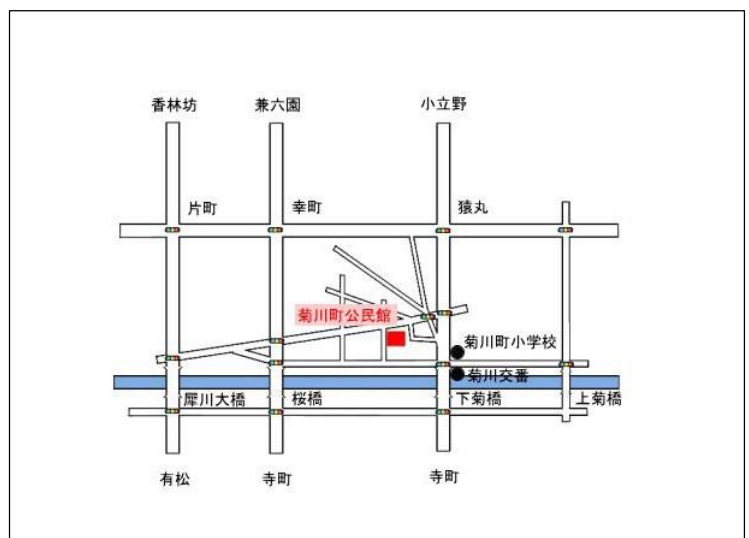 香林坊
兼六園
小立野
片町
幸町
猿丸
菊川町公民館
菊川町小学校
菊川交番
犀川大橋
桜橋
下菊橋
上菊橋
有松
寺町
寺町